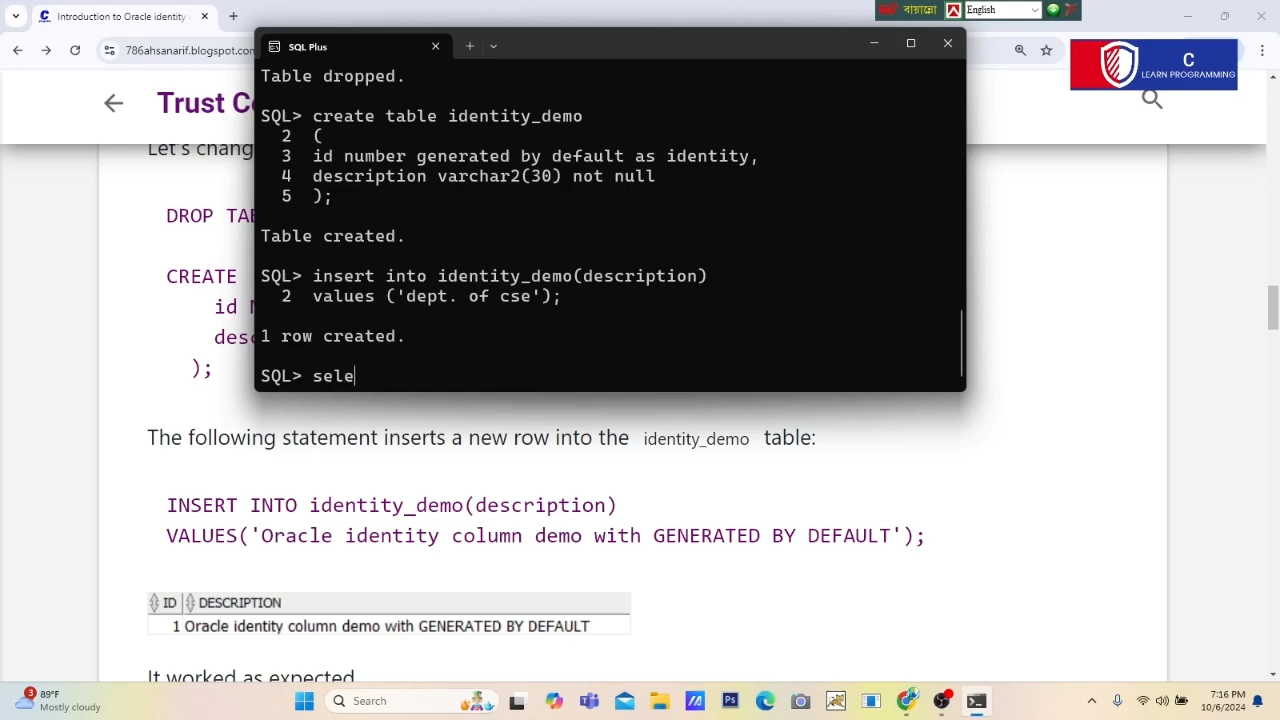 Introduction to Oracle identity
বায়ান্নো
English
786ahsanarif.blogspot.con
C
LEARN PROGRAMMING
SQL Plus
Trust Co
Let's chang
DROP TAB
CREATE
id N
desc
);
Table dropped.
SQL> create table identity_demo
2 (
3 id number generated by default as identity,
4 description varchar2(30) not null
5 );
Table created.
SQL> insert into identity_demo(description)
2 values ('dept. of cse');
1 row created.
SQL> sele
The following statement inserts a new row into the identity_demo table:
INSERT INTO identity_demo(description)
VALUES('Oracle identity column demo with GENERATED BY DEFAULT');
ID DESCRIPTION
1 Oracle identity column demo with GENERATED BY DEFAULT
It worked as expected
3
89°F
Mostly cloudy
Search
7:16 PM
10/6/2024